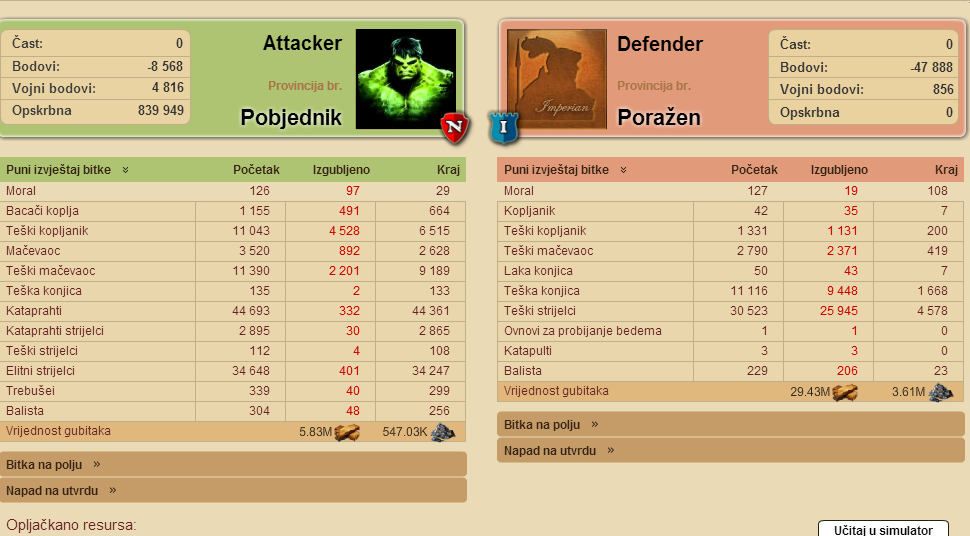 Čast: 0
Bodovi: -8 568
Vojni bodovi: 4 816
Opskrbna 839 949
Attacker
Provincija br.
Pobjednik
N
Imperian
I
Defender
Provincija br.
Poražen
Čast: 0
Bodovi: -47 888
Vojni bodovi: 856
Opskrbna 0
Puni izvještaj bitke Početak Izgubljeno Kraj
Moral 126 97 29
Bacači koplja 1 155 491 664
Teški kopljanik 11 043 4 528 6 515
Mačevaoc 3 520 892 2 628
Teški mačevaoc 11 390 2 201 9 189
Teška konjica 135 2 133
Kataprahti 44 693 332 44 361
Kataprahti strijelci 2 895 30 2 865
Teški strijelci 112 4 108
Elitni strijelci 34 648 401 34 247
Trebušei 339 40 299
Balista 304 48 256
Vrijednost gubitaka 5.83M 547.03K
Bitka na polju »
Napad na utvrdu »
Opljačkano resursa:
Puni izvještaj bitke Početak Izgubljeno Kraj
Moral 127 19 108
Kopljanik 42 35 7
Teški kopljanik 1 331 1 131 200
Teški mačevaoc 2 790 2 371 419
Laka konjica 50 43 7
Teška konjica 11 116 9 448 1 668
Teški strijelci 30 523 25 945 4 578
Ovnovi za probijanje bedema 1 1 0
Katapulti 3 3 0
Balista 229 206 23
Vrijednost gubitaka 29.43M 3.61M
Bitka na polju »
Napad na utvrdu »
Učitaj u simulator